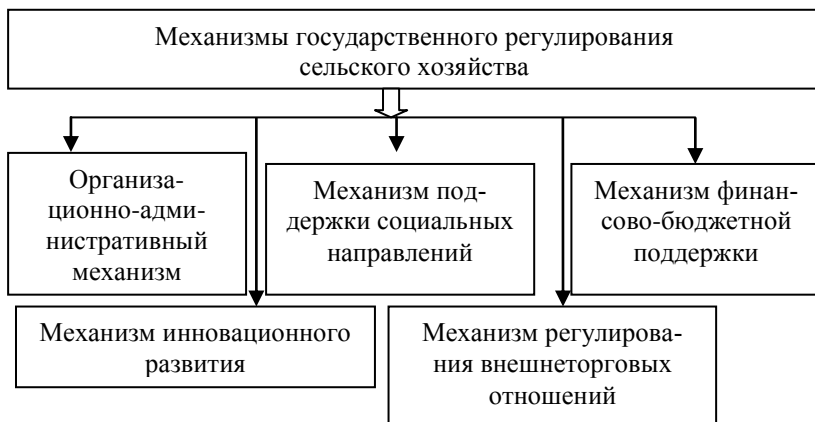 Механизмы государственного регулирования
сельского хозяйства
Организа-
ционно-адми-
нистративный
механизм
Механизм под-
держки социальных
направлений
Механизм финан-
сово-бюджетной
поддержки
Механизм инновационного
развития
Механизм регулирова-
ния внешнеторговых
отношений